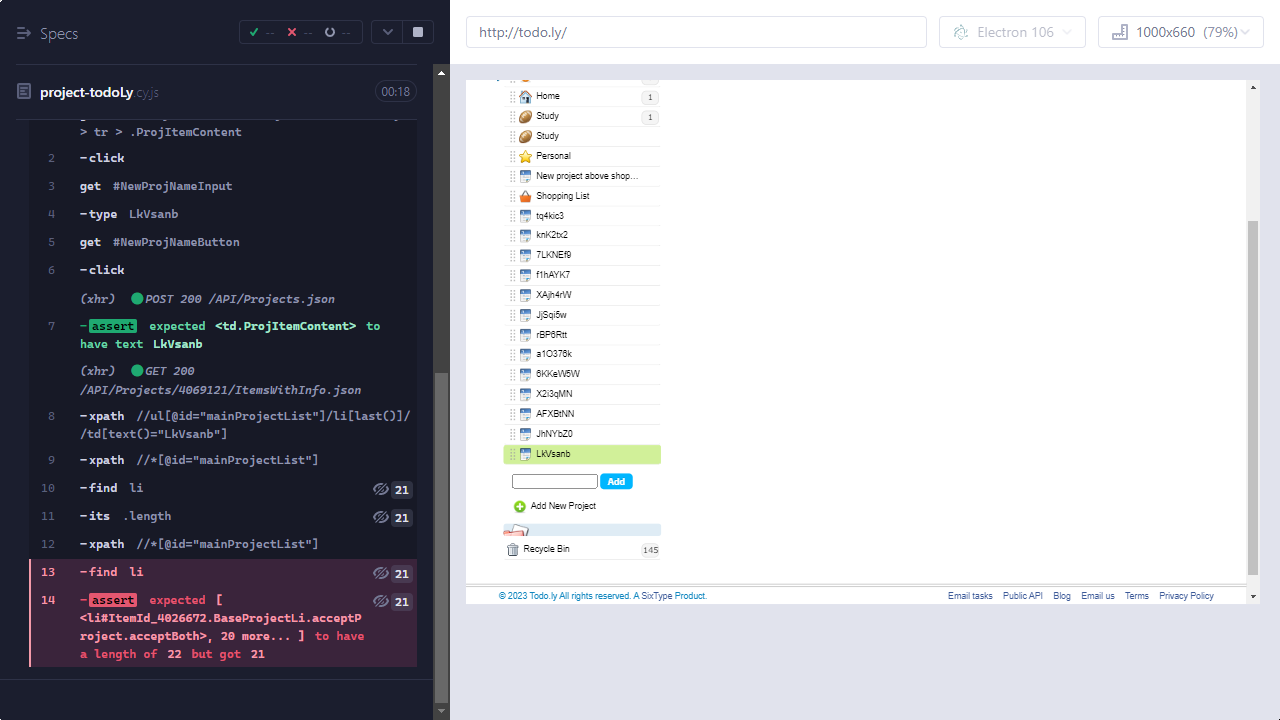 Specs
-- -- --
http://todo.ly/
Electron 106
1000x660 (79%)
project-todoLy.cy.js
00:18
> tr > .ProjItemContent
2 -click
3 get #NewProjNameInput
4 -type LkVsanb
5 get #NewProjNameButton
6 -click
(xhr) POST 200 /API/Projects.json
7 -assert expected <td.ProjItemContent> to
have text LkVsanb
(xhr) GET 200
/API/Projects/4069121/ItemsWithInfo.json
8 -xpath //ul[@id="mainProjectList"]/li[last()]/
/td[text()="LkVsanb"]
9 -xpath //*[@id="mainProjectList"]
10 -find li 21
11 -its .length 21
12 -xpath //*[@id="mainProjectList"]
13 -find li 21
14 -assert expected [ 21
<li#ItemId_4026672.BaseProjectLi.acceptP
roject.acceptBoth>, 20 more... ] to have
a length of 22 but got 21
Home 1
Study 1
Study
Personal
New project above shop...
Shopping List
tq4kic3
knK2tx2
7LKNEf9
f1hAYK7
XAjh4rW
JjSqi5w
rBP6Rtt
a1O376k
6KKeW5W
X2i3qMN
AFXBtNN
JhNYbZ0
LkVsanb
Add
Add New Project
Recycle Bin 145
© 2023 Todo.ly All rights reserved. A SixType Product.
Email tasks Public API Blog Email us Terms Privacy Policy